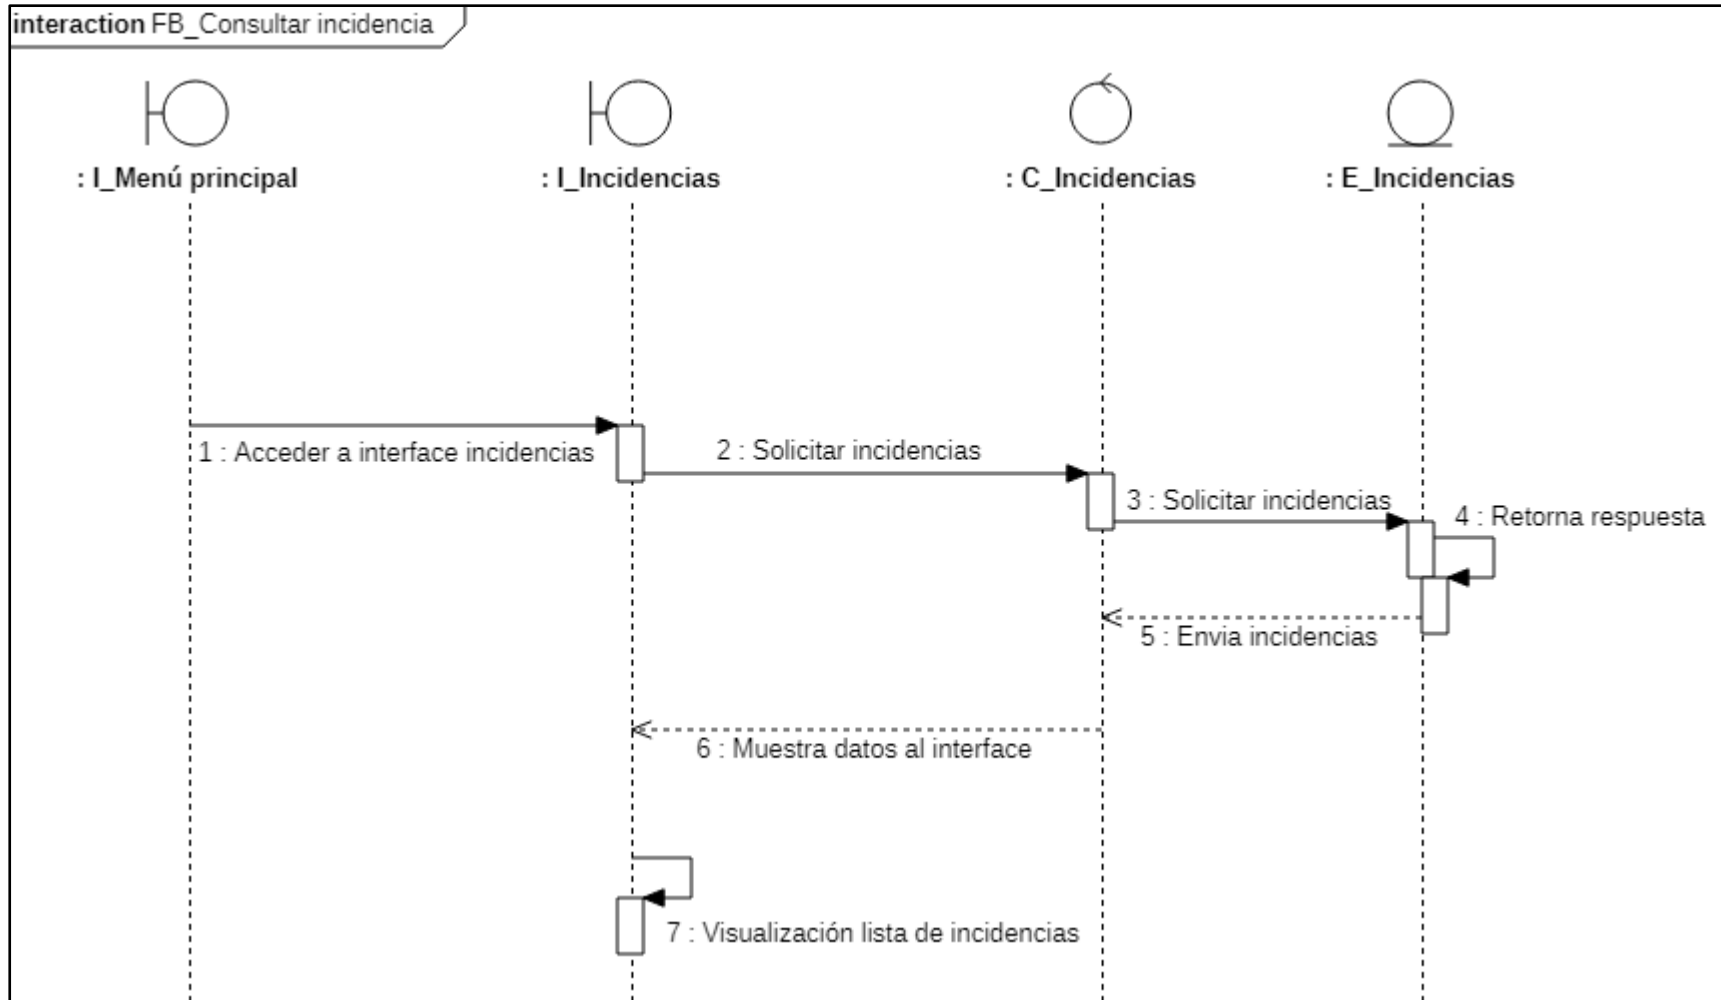 interaction FB_Consultar incidencia
: I_Menú principal
: I_Incidencias
: C_Incidencias
: E_Incidencias
1 : Acceder a interface incidencias
2 : Solicitar incidencias
3 : Solicitar incidencias
4 : Retorna respuesta
5 : Envia incidencias
6 : Muestra datos al interface
7 : Visualización lista de incidencias